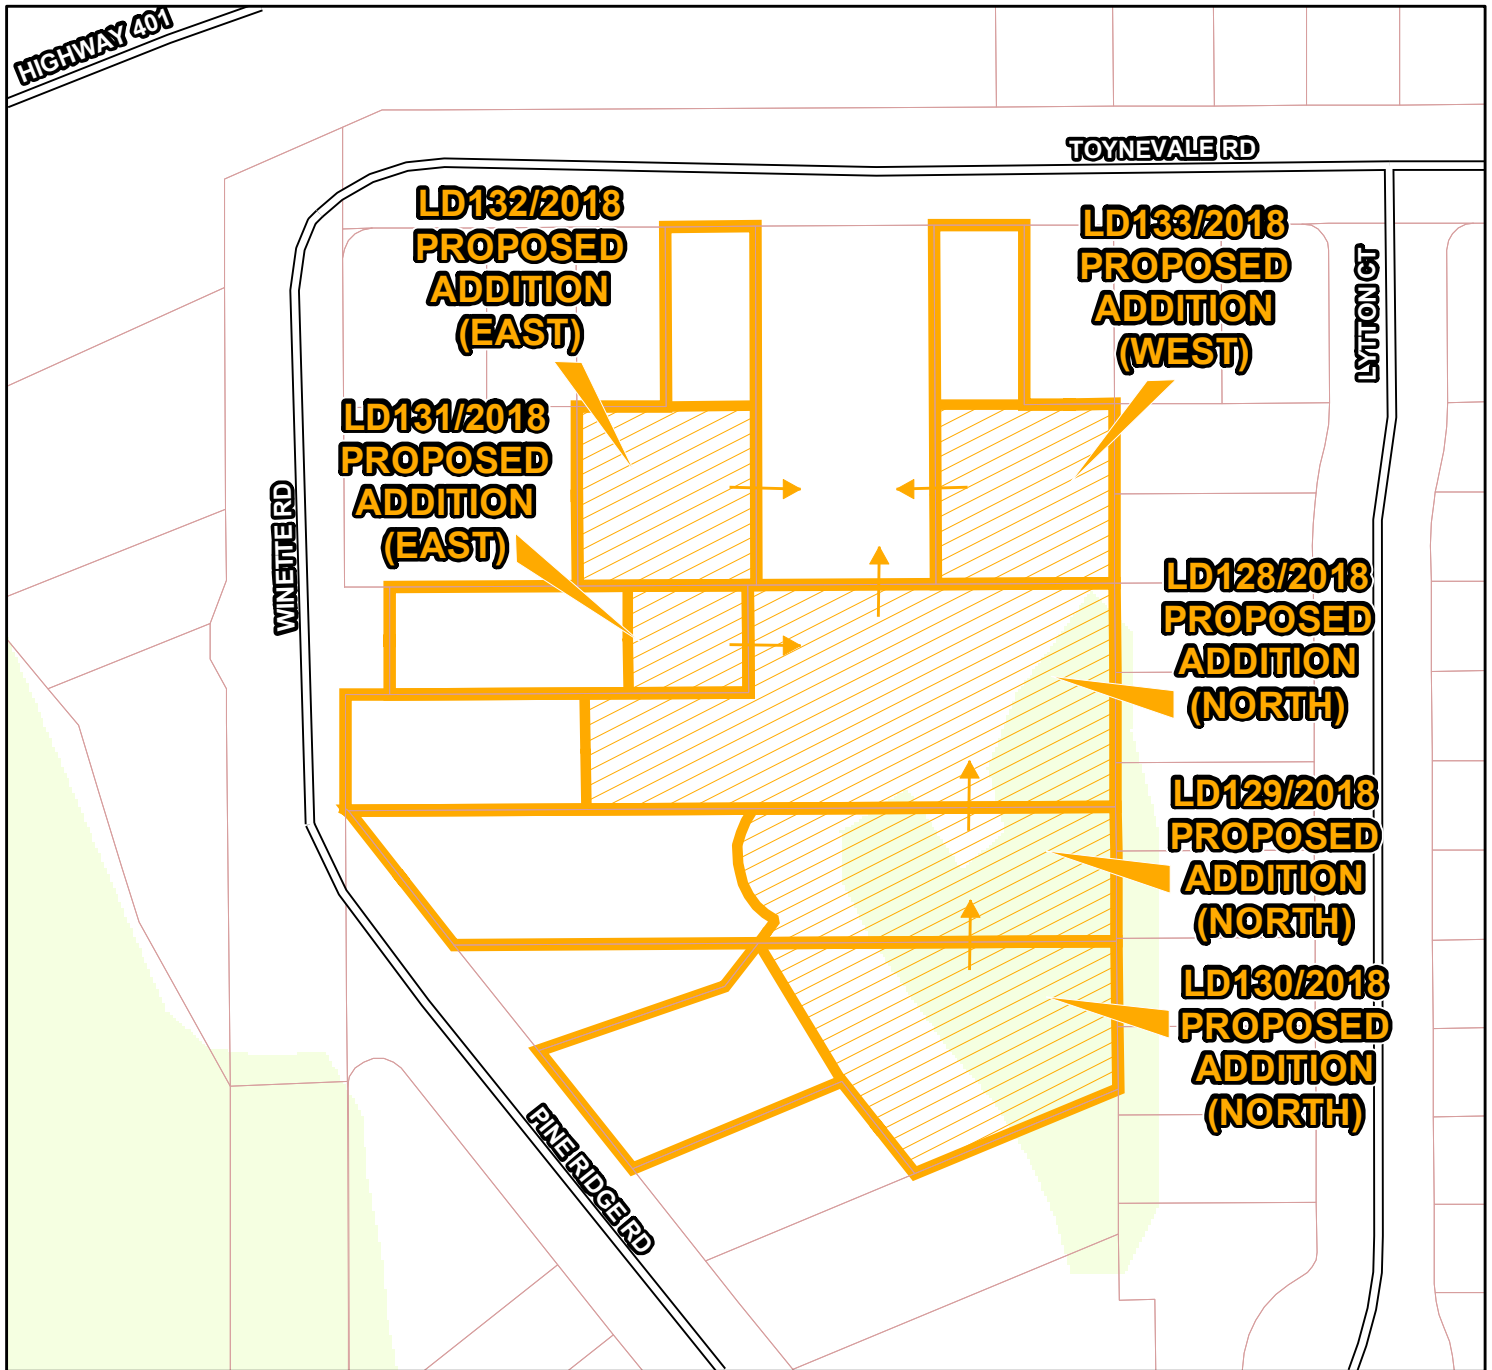 HIGHWAY 401
TOYNEVALE RD
LD132/2018
PROPOSED
ADDITION
(EAST)
LD133/2018
PROPOSED
ADDITION
(WEST)
LYTTON CT
LD131/2018
PROPOSED
ADDITION
(EAST)
WINETTE RD
LD128/2018
PROPOSED
ADDITION
(NORTH)
LD129/2018
PROPOSED
ADDITION
(NORTH)
LD130/2018
PROPOSED
ADDITION
(NORTH)
PINE RIDGE RD